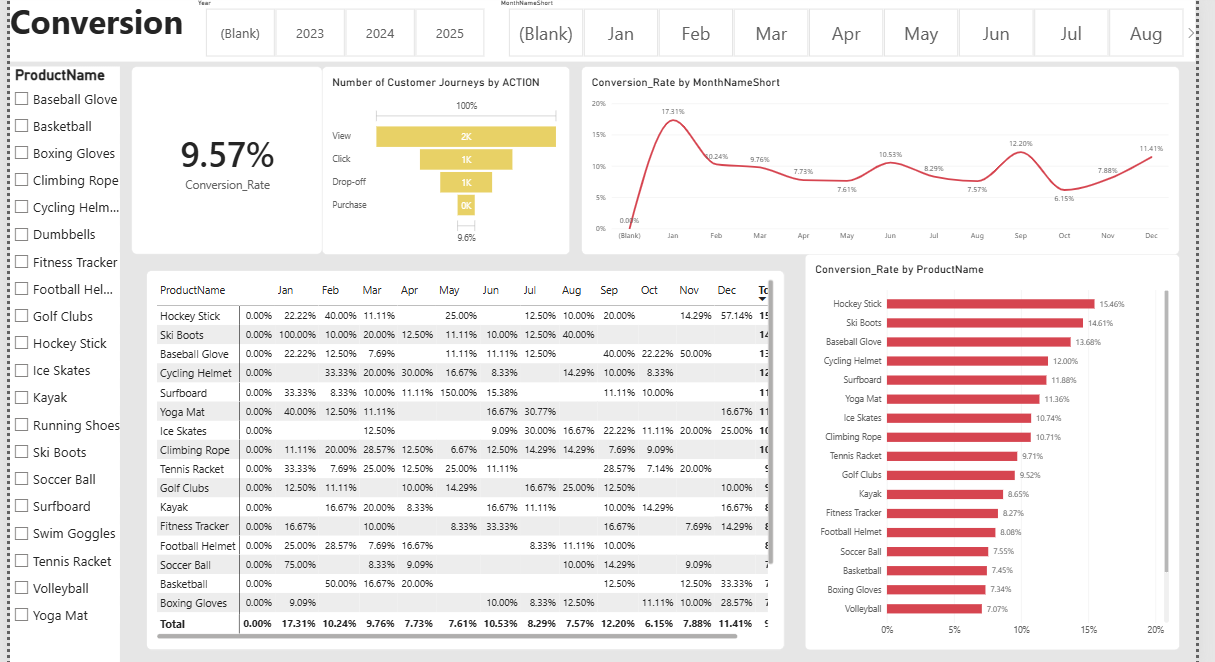 Conversion
Year
(Blank) 2023 2024 2025
MonthNameShort
(Blank) Jan Feb Mar Apr May Jun Jul Aug
ProductName
Baseball Glove
Basketball
Boxing Gloves
Climbing Rope
Cycling Helm...
Dumbbells
Fitness Tracker
Football Hel...
Golf Clubs
Hockey Stick
Ice Skates
Kayak
Running Shoes
Ski Boots
Soccer Ball
Surfboard
Swim Goggles
Tennis Racket
Volleyball
Yoga Mat
9.57%
Conversion_Rate
Number of Customer Journeys by ACTION
100%
View 2K
Click 1K
Drop-off 1K
Purchase 0K
9.6%
Conversion_Rate by MonthNameShort
20%
15%
10%
5%
0%
0.00% 17.31% 10.24% 9.76% 7.73% 7.61% 10.53% 8.29% 7.57% 12.20% 6.15% 7.88% 11.41%
(Blank) Jan Feb Mar Apr May Jun Jul Aug Sep Oct Nov Dec
ProductName Jan Feb Mar Apr May Jun Jul Aug Sep Oct Nov Dec
Hockey Stick 0.00% 22.22% 40.00% 11.11% 25.00% 12.50% 10.00% 20.00% 14.29% 57.14%
Ski Boots 0.00% 100.00% 10.00% 20.00% 12.50% 11.11% 10.00% 12.50% 40.00%
Baseball Glove 0.00% 22.22% 12.50% 7.69% 11.11% 11.11% 12.50% 40.00% 22.22% 50.00%
Cycling Helmet 0.00% 33.33% 20.00% 30.00% 16.67% 8.33% 14.29% 10.00% 8.33%
Surfboard 0.00% 33.33% 8.33% 10.00% 11.11% 150.00% 15.38% 11.11% 10.00%
Yoga Mat 0.00% 40.00% 12.50% 11.11% 16.67% 30.77% 16.67%
Ice Skates 0.00% 12.50% 9.09% 30.00% 16.67% 22.22% 11.11% 20.00% 25.00%
Climbing Rope 0.00% 11.11% 20.00% 28.57% 12.50% 6.67% 12.50% 14.29% 14.29% 7.69% 9.09%
Tennis Racket 0.00% 33.33% 7.69% 25.00% 12.50% 25.00% 11.11% 28.57% 7.14% 20.00%
Golf Clubs 0.00% 12.50% 11.11% 10.00% 14.29% 16.67% 25.00% 12.50% 10.00%
Kayak 0.00% 16.67% 20.00% 8.33% 16.67% 11.11% 10.00% 14.29% 16.67%
Fitness Tracker 0.00% 16.67% 10.00% 8.33% 33.33% 16.67% 7.69% 14.29%
Football Helmet 0.00% 25.00% 28.57% 7.69% 16.67% 8.33% 11.11% 10.00%
Soccer Ball 0.00% 75.00% 8.33% 9.09% 10.00% 14.29% 9.09%
Basketball 0.00% 50.00% 16.67% 20.00% 12.50% 12.50% 33.33%
Boxing Gloves 0.00% 9.09% 10.00% 8.33% 12.50% 11.11% 10.00% 28.57%
Total 0.00% 17.31% 10.24% 9.76% 7.73% 7.61% 10.53% 8.29% 7.57% 12.20% 6.15% 7.88% 11.41%
Conversion_Rate by ProductName
Hockey Stick 15.46%
Ski Boots 14.61%
Baseball Glove 13.68%
Cycling Helmet 12.00%
Surfboard 11.88%
Yoga Mat 11.36%
Ice Skates 10.74%
Climbing Rope 10.71%
Tennis Racket 9.71%
Golf Clubs 9.52%
Kayak 8.65%
Fitness Tracker 8.27%
Football Helmet 8.08%
Soccer Ball 7.55%
Basketball 7.45%
Boxing Gloves 7.34%
Volleyball 7.07%
0% 5% 10% 15% 20%